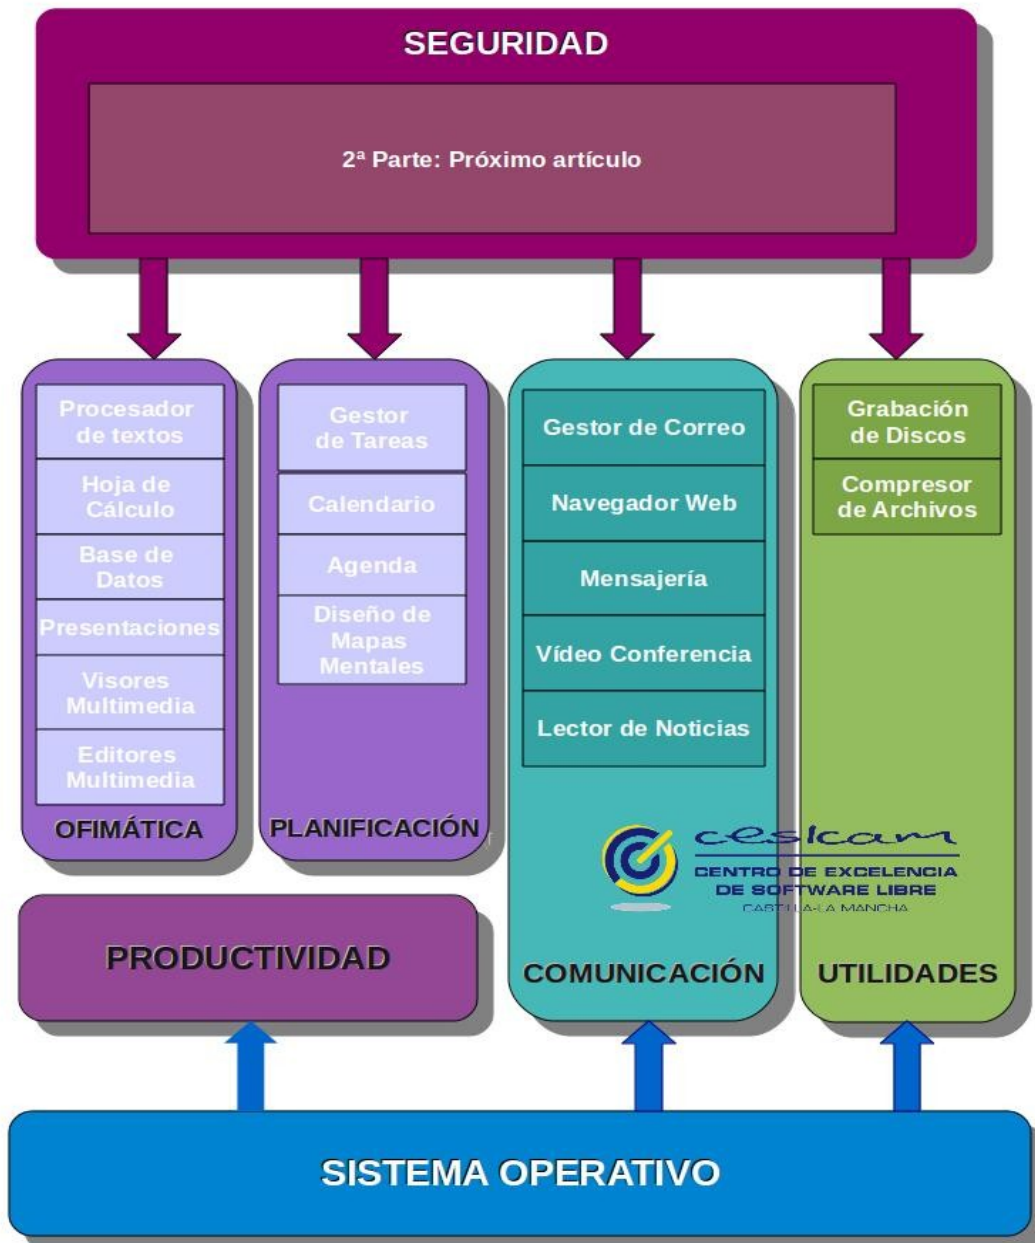 SEGURIDAD
2ª Parte: Próximo artículo
Procesador
de textos
Hoja de
Cálculo
Base de
Datos
Presentaciones
Visores
Multimedia
Editores
Multimedia
OFIMÁTICA
Gestor
de Tareas
Calendario
Agenda
Diseño de
Mapas
Mentales
PLANIFICACIÓN
PRODUCTIVIDAD
Gestor de Correo
Navegador Web
Mensajería
Vídeo Conferencia
Lector de Noticias
ceslcam
CENTRO DE EXCELENCIA
DE SOFTWARE LIBRE
CASTILLA-LA MANCHA
COMUNICACIÓN
Grabación
de Discos
Compresor
de Archivos
UTILIDADES
SISTEMA OPERATIVO